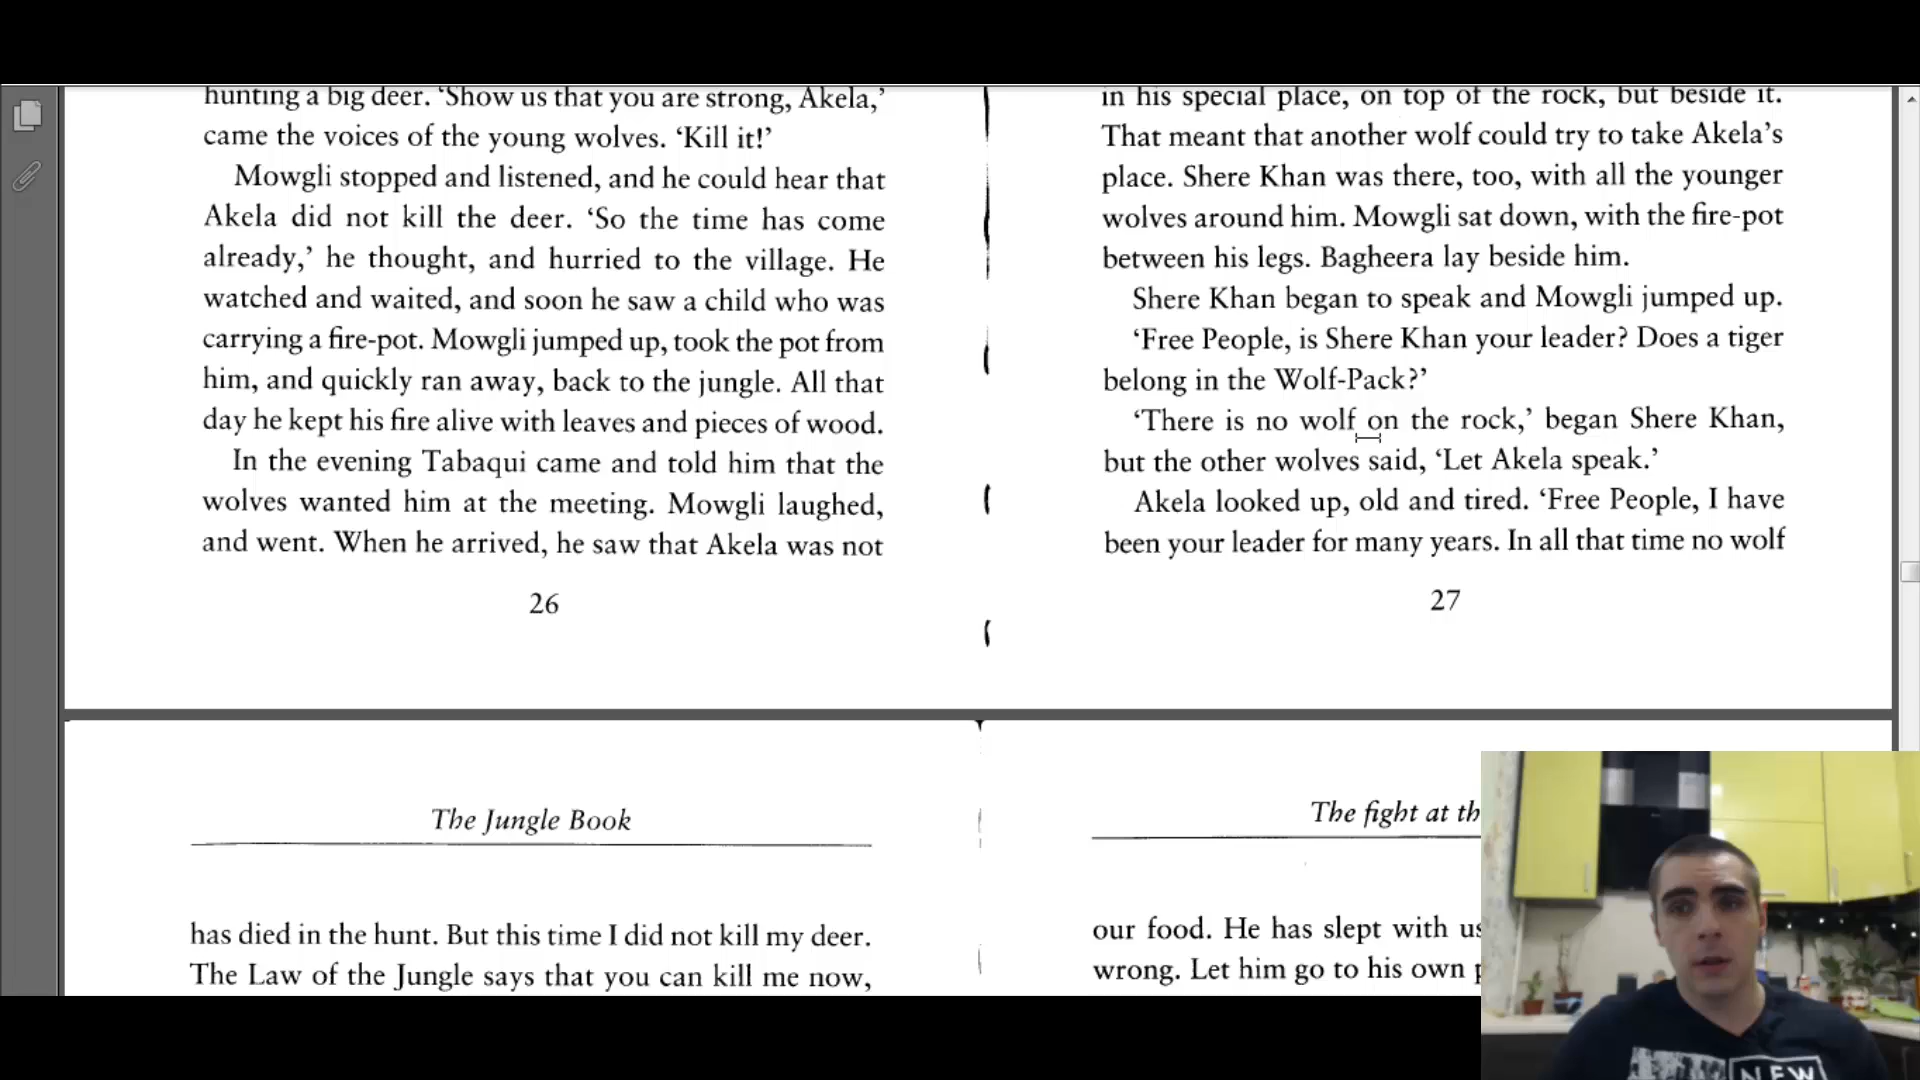 hunting a big deer. ‘Show us that you are strong, Akela,’
came the voices of the young wolves. ‘Kill it!’
Mowgli stopped and listened, and he could hear that
Akela did not kill the deer. ‘So the time has come
already,’ he thought, and hurried to the village. He
watched and waited, and soon he saw a child who was
carrying a fire-pot. Mowgli jumped up, took the pot from
him, and quickly ran away, back to the jungle. All that
day he kept his fire alive with leaves and pieces of wood.
In the evening Tabaqui came and told him that the
wolves wanted him at the meeting. Mowgli laughed,
and went. When he arrived, he saw that Akela was not
26
in his special place, on top of the rock, but beside it.
That meant that another wolf could try to take Akela’s
place. Shere Khan was there, too, with all the younger
wolves around him. Mowgli sat down, with the fire-pot
between his legs. Bagheera lay beside him.
Shere Khan began to speak and Mowgli jumped up.
‘Free People, is Shere Khan your leader? Does a tiger
belong in the Wolf-Pack?’
‘There is no wolf on the rock,’ began Shere Khan,
but the other wolves said, ‘Let Akela speak.’
Akela looked up, old and tired. ‘Free People, I have
been your leader for many years. In all that time no wolf
27
The Jungle Book
has died in the hunt. But this time I did not kill my deer.
The Law of the Jungle says that you can kill me now,
The fight at th
our food. He has slept with us
wrong. Let him go to his own
NEW